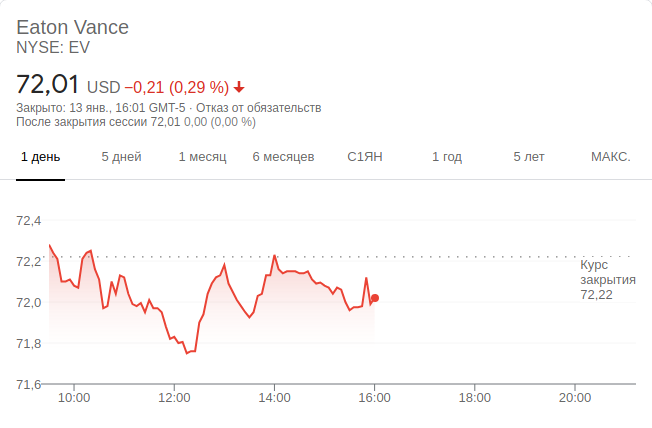 Eaton Vance
NYSE: EV
72,01 USD −0,21 (0,29 %)
Закрыто: 13 янв., 16:01 GMT-5 · Отказ от обязательств
После закрытия сессии 72,01 0,00 (0,00 %)
1 день 5 дней 1 месяц 6 месяцев С1ЯН 1 год 5 лет МАКС.
72,4
72,2
Курс
закрытия
72,22
72,0
71,8
71,6
10:00 12:00 14:00 16:00 18:00 20:00